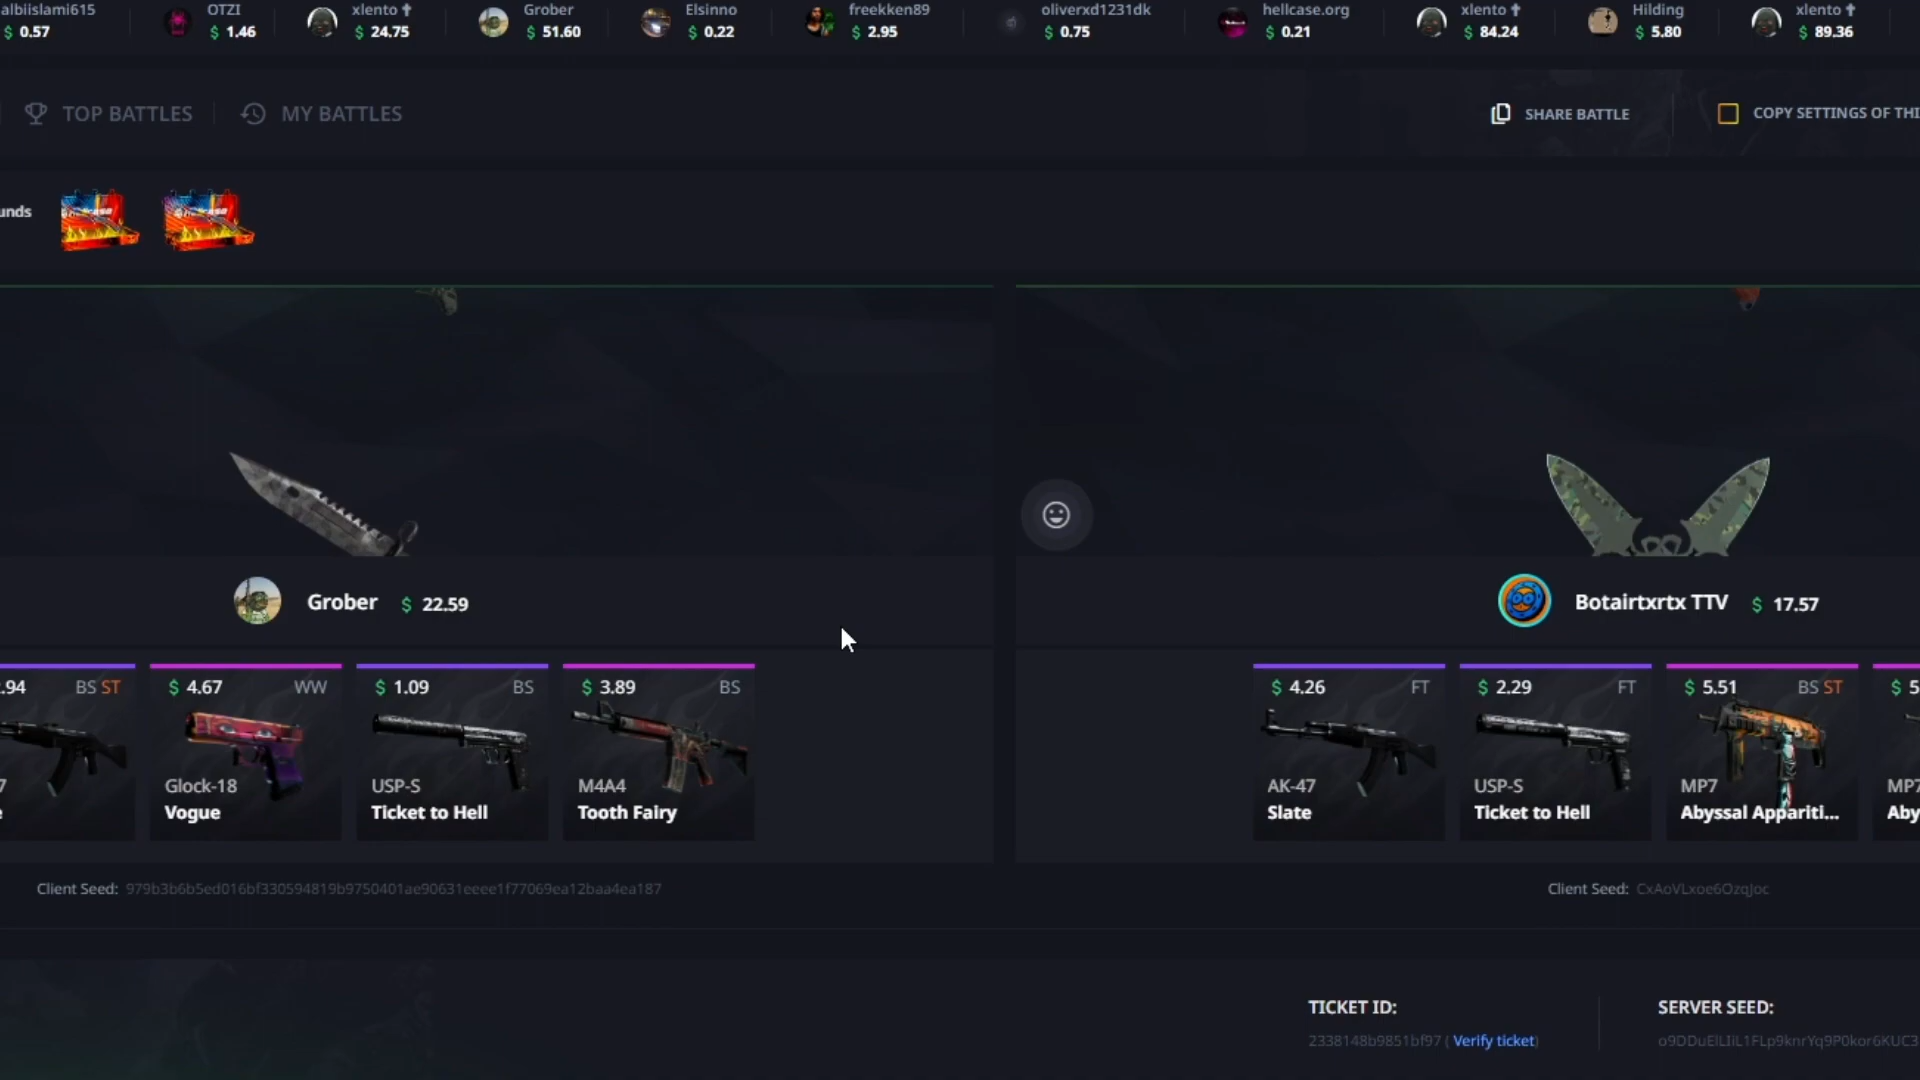 albiislami615 OTZI xlento ✝ Grober Elsinno freekken89 oliverxd1231dk hellcase.org xlento ✝ Hilding xlento ✝
$ 0.57 $ 1.46 $ 24.75 $ 51.60 $ 0.22 $ 2.95 $ 0.75 $ 0.21 $ 84.24 $ 5.80 $ 89.36
TOP BATTLES MY BATTLES SHARE BATTLE COPY SETTINGS OF THI
unds
Grober $ 22.59 Botairtxrtx TTV $ 17.57
.94 BS ST $ 4.67 WW $ 1.09 BS $ 3.89 BS $ 4.26 FT $ 2.29 FT $ 5.51 BS ST $ 5
7 Glock-18 USP-S M4A4 AK-47 USP-S MP7 MP7
e Vogue Ticket to Hell Tooth Fairy Slate Ticket to Hell Abyssal Appariti... Aby
Client Seed: 979b3b6b5ed016bf330594819b9750401ae90631eeee1f77069ea12baa4ea187 Client Seed: CxAoVLxoe6OzqJoc
TICKET ID: SERVER SEED:
2338148b9851bf97 ( Verify ticket)